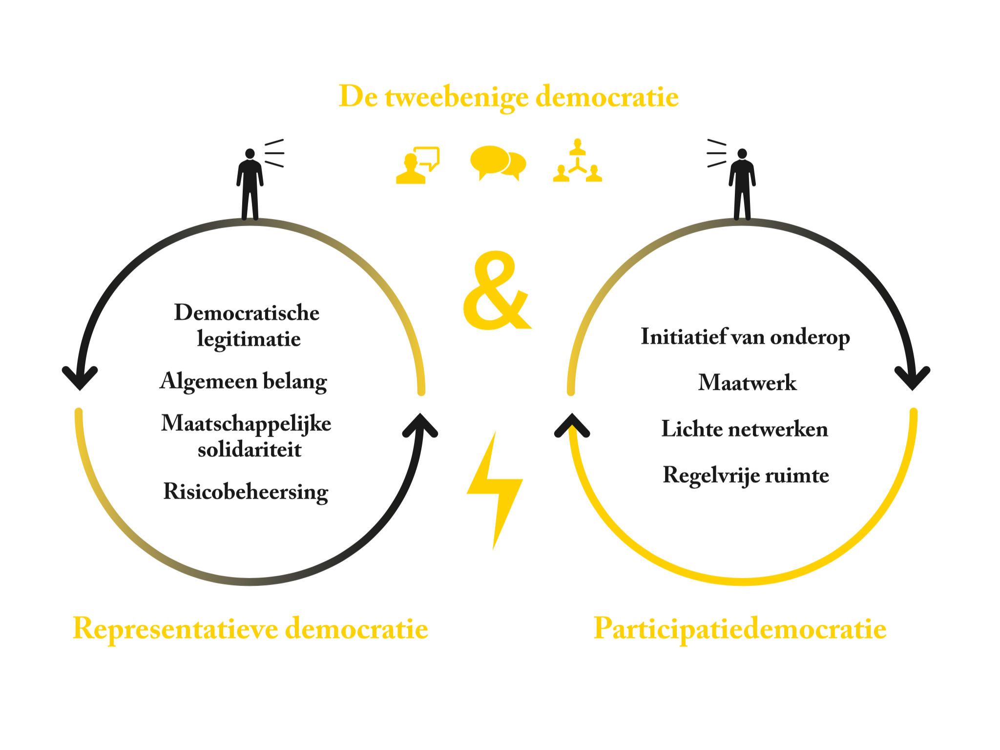 De tweebenige democratie
&
Democratische
legitimatie
Algemeen belang
Maatschappelijke
solidariteit
Risicobeheersing
Initiatief van onderop
Maatwerk
Lichte netwerken
Regelvrije ruimte
Representatieve democratie
Participatiedemocratie